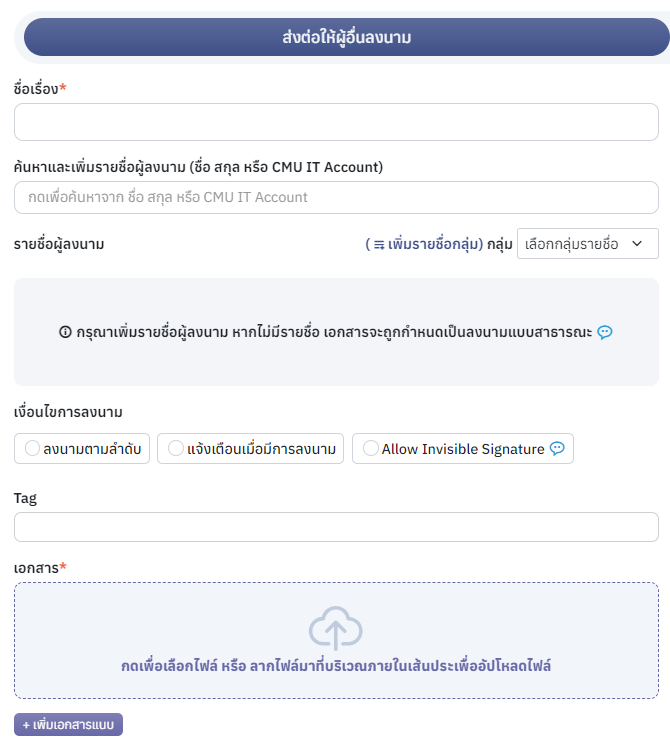 ส่งต่อให้ผู้อื่นลงนาม
ชื่อเรื่อง*
ค้นหาและเพิ่มรายชื่อผู้ลงนาม (ชื่อ สกุล หรือ CMU IT Account)
กดเพื่อค้นหาจาก ชื่อ สกุล หรือ CMU IT Account
รายชื่อผู้ลงนาม (เพิ่มรายชื่อกลุ่ม) กลุ่ม เลือกกลุ่มรายชื่อ
กรุณาเพิ่มรายชื่อผู้ลงนาม หากไม่มีรายชื่อ เอกสารจะถูกกำหนดเป็นลงนามแบบสาธารณะ
เงื่อนไขการลงนาม
ลงนามตามลำดับ แจ้งเตือนเมื่อมีการลงนาม Allow Invisible Signature
Tag
เอกสาร*
กดเพื่อเลือกไฟล์ หรือ ลากไฟล์มาที่บริเวณภายในเส้นประเพื่ออัปโหลดไฟล์
+ เพิ่มเอกสารแนบ